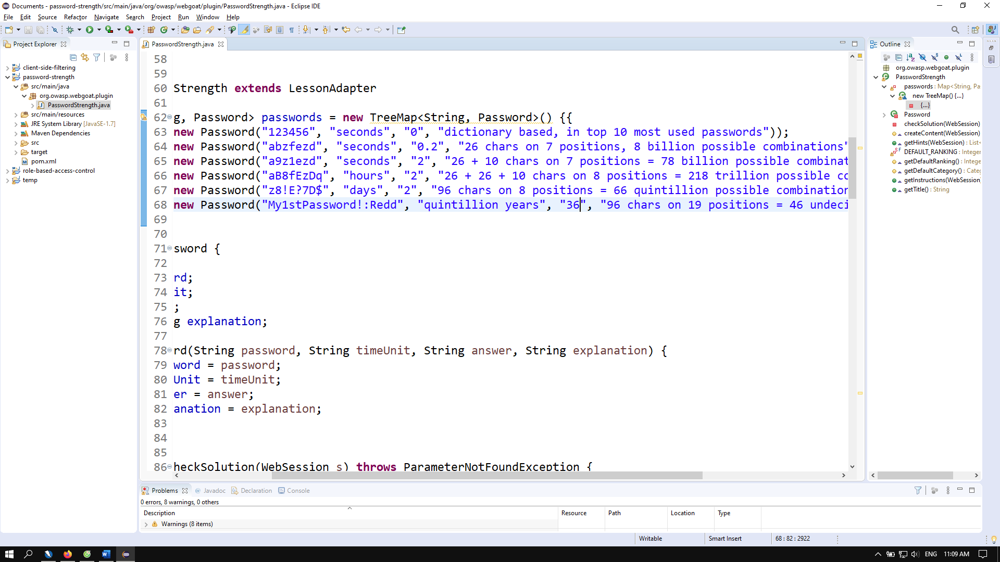 Documents - password-strength/src/main/java/org/owasp/webgoat/plugin/PasswordStrength.java - Eclipse IDE
File Edit Source Refactor Navigate Search Project Run Window Help
Project Explorer
client-side-filtering
password-strength
src/main/java
org.owasp.webgoat.plugin
PasswordStrength.java
src/main/resources
JRE System Library [JavaSE-1.7]
Maven Dependencies
src
target
pom.xml
role-based-access-control
temp
PasswordStrength.java
58
59
60 Strength extends LessonAdapter
61
62 g, Password> passwords = new TreeMap<String, Password>() {{
63 new Password("123456", "seconds", "0", "dictionary based, in top 10 most used passwords"));
64 new Password("abzfezd", "seconds", "0.2", "26 chars on 7 positions, 8 billion possible combinations"
65 new Password("a9z1ezd", "seconds", "2", "26 + 10 chars on 7 positions = 78 billion possible combinat
66 new Password("aB8fEzDq", "hours", "2", "26 + 26 + 10 chars on 8 positions = 218 trillion possible co
67 new Password("z8!E?7D$", "days", "2", "96 chars on 8 positions = 66 quintillion possible combination
68 new Password("My1stPassword!:Redd", "quintillion years", "36", "96 chars on 19 positions = 46 undeci
69
70
71 sword {
72
73 rd;
74 it;
75 ;
76 g explanation;
77
78 rd(String password, String timeUnit, String answer, String explanation) {
79 word = password;
80 Unit = timeUnit;
81 er = answer;
82 anation = explanation;
83
84
85
86 heckSolution(WebSession s) throws ParameterNotFoundException {
Outline
org.owasp.webgoat.plugin
PasswordStrength
passwords : Map<String, Pa
new TreeMap() {...}
{...}
Password
checkSolution(WebSession)
createContent(WebSession)
getHints(WebSession) : List<
DEFAULT_RANKING : Integer
getDefaultRanking() : Intege
getDefaultCategory() : Categ
getInstructions(WebSession)
getTitle() : String
Problems @ Javadoc Declaration Console
0 errors, 8 warnings, 0 others
Description Resource Path Location Type
Warnings (8 items)
Writable Smart Insert 68 : 82 : 2922
ENG 11:09 AM